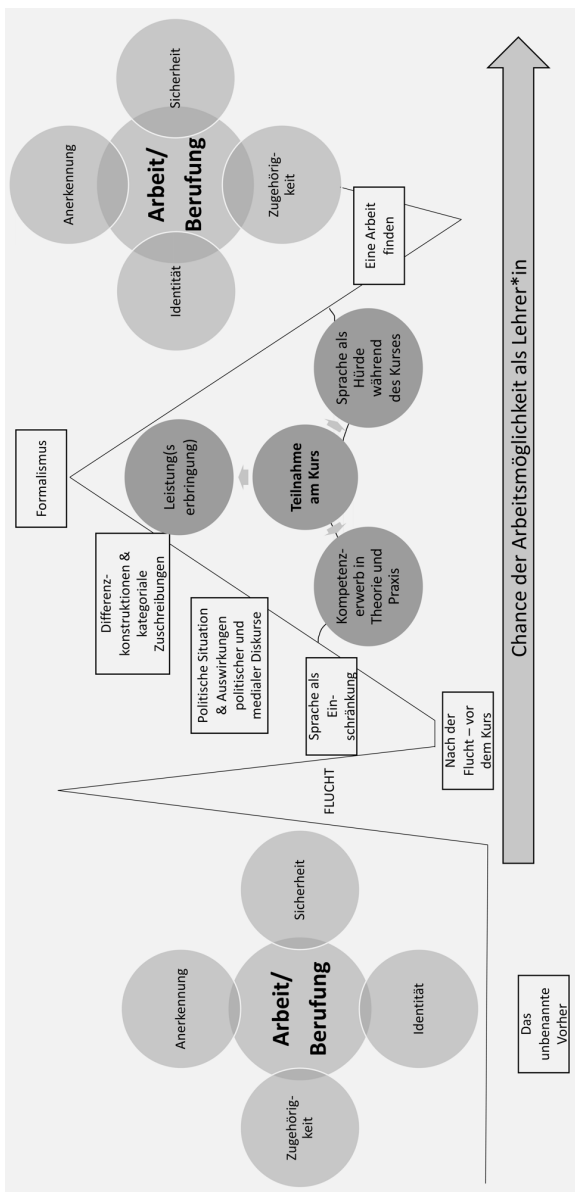 Anerkennung
Zugehörig-
keit
Arbeit/
Berufung
Sicherheit
Identität
Das
unbenannte
Vorher
FLUCHT
Nach der
Flucht – vor
dem Kurs
Sprache als
Ein-
schränkung
Politische Situation
& Auswirkungen
politischer und
medialer Diskurse
Differenz-
konstruktionen &
kategoriale
Zuschreibungen
Formalismus
Leistung(s
erbringung)
Teilnahme
am Kurs
Kompetenz-
erwerb in
Theorie und
Praxis
Sprache als
Hürde
während
des Kurses
Eine Arbeit
finden
Anerkennung
Identität
Arbeit/
Berufung
Sicherheit
Zugehörig-
keit
Chance der Arbeitsmöglichkeit als Lehrer*in